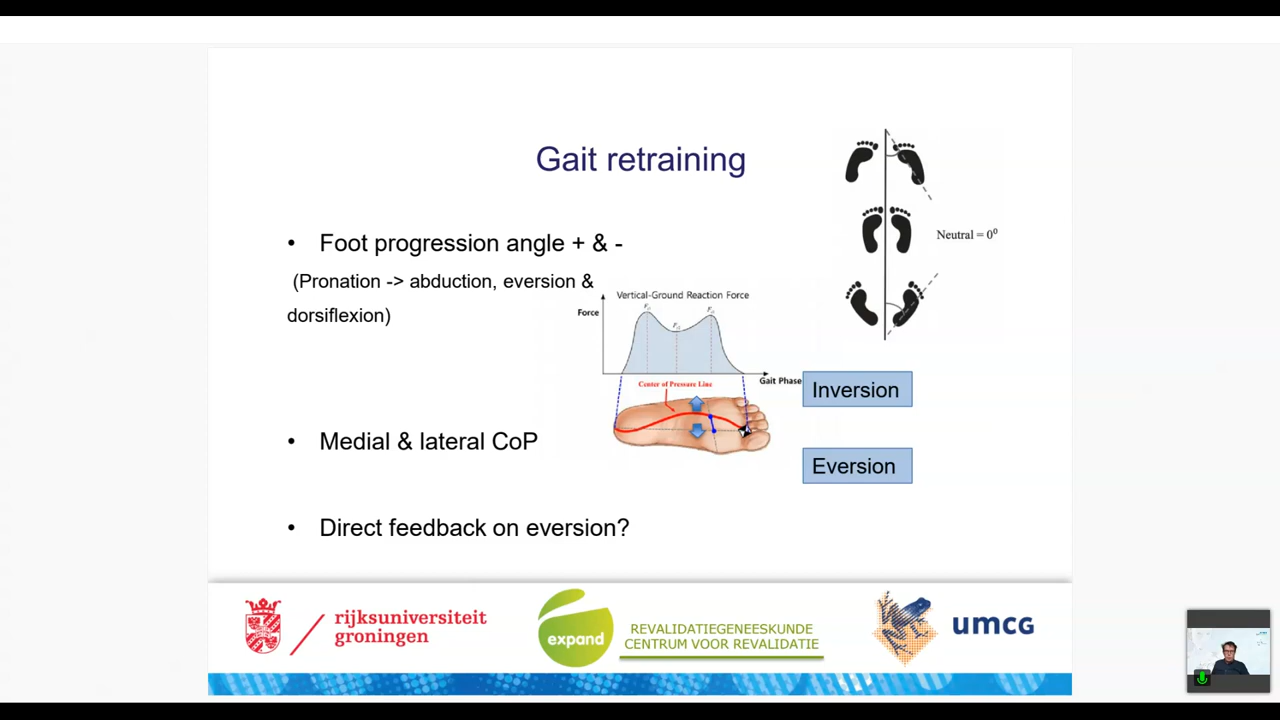 Gait retraining
• Foot progression angle + & -
(Pronation -> abduction, eversion &
dorsiflexion)
Neutral = 0⁰
Vertical-Ground Reaction Force
Force
Gait Phase
Center of Pressure Line
Inversion
• Medial & lateral CoP
Eversion
• Direct feedback on eversion?
rijksuniversiteit
groningen
expand
REVALIDATIEGENEESKUNDE
CENTRUM VOOR REVALIDATIE
umcg